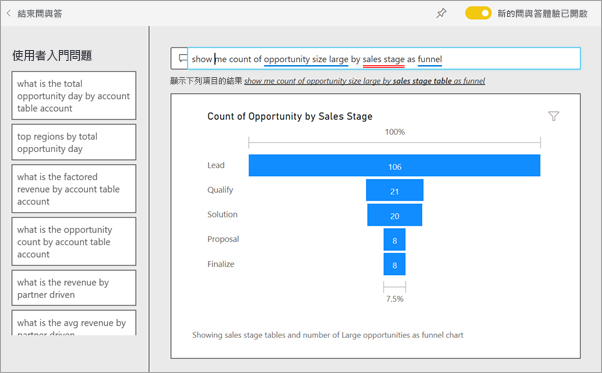 結束問與答
新的問與答體驗已開啟
使用者入門問題
what is the total
opportunity day by account
table account
top regions by total
opportunity day
what is the factored
revenue by account table
account
what is the opportunity
count by account table
account
what is the revenue by
partner driven
what is the avg revenue by
partner driven
show me count of opportunity size large by sales stage as funnel
顯示下列項目的結果 show me count of opportunity size large by sales stage table as funnel
Count of Opportunity by Sales Stage
100%
Lead 106
Qualify 21
Solution 20
Proposal 8
Finalize 8
7.5%
Showing sales stage tables and number of Large opportunities as funnel chart